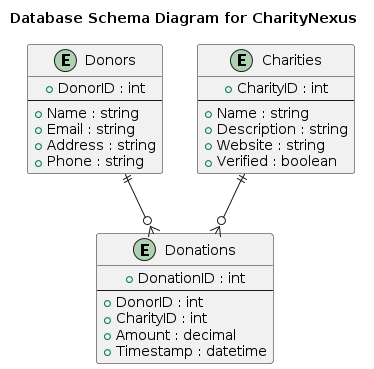 Database Schema Diagram for CharityNexus
E Donors
DonorID : int
Name : string
Email : string
Address : string
Phone : string
E Charities
CharityID : int
Name : string
Description : string
Website : string
Verified : boolean
E Donations
DonationID : int
DonorID : int
CharityID : int
Amount : decimal
Timestamp : datetime